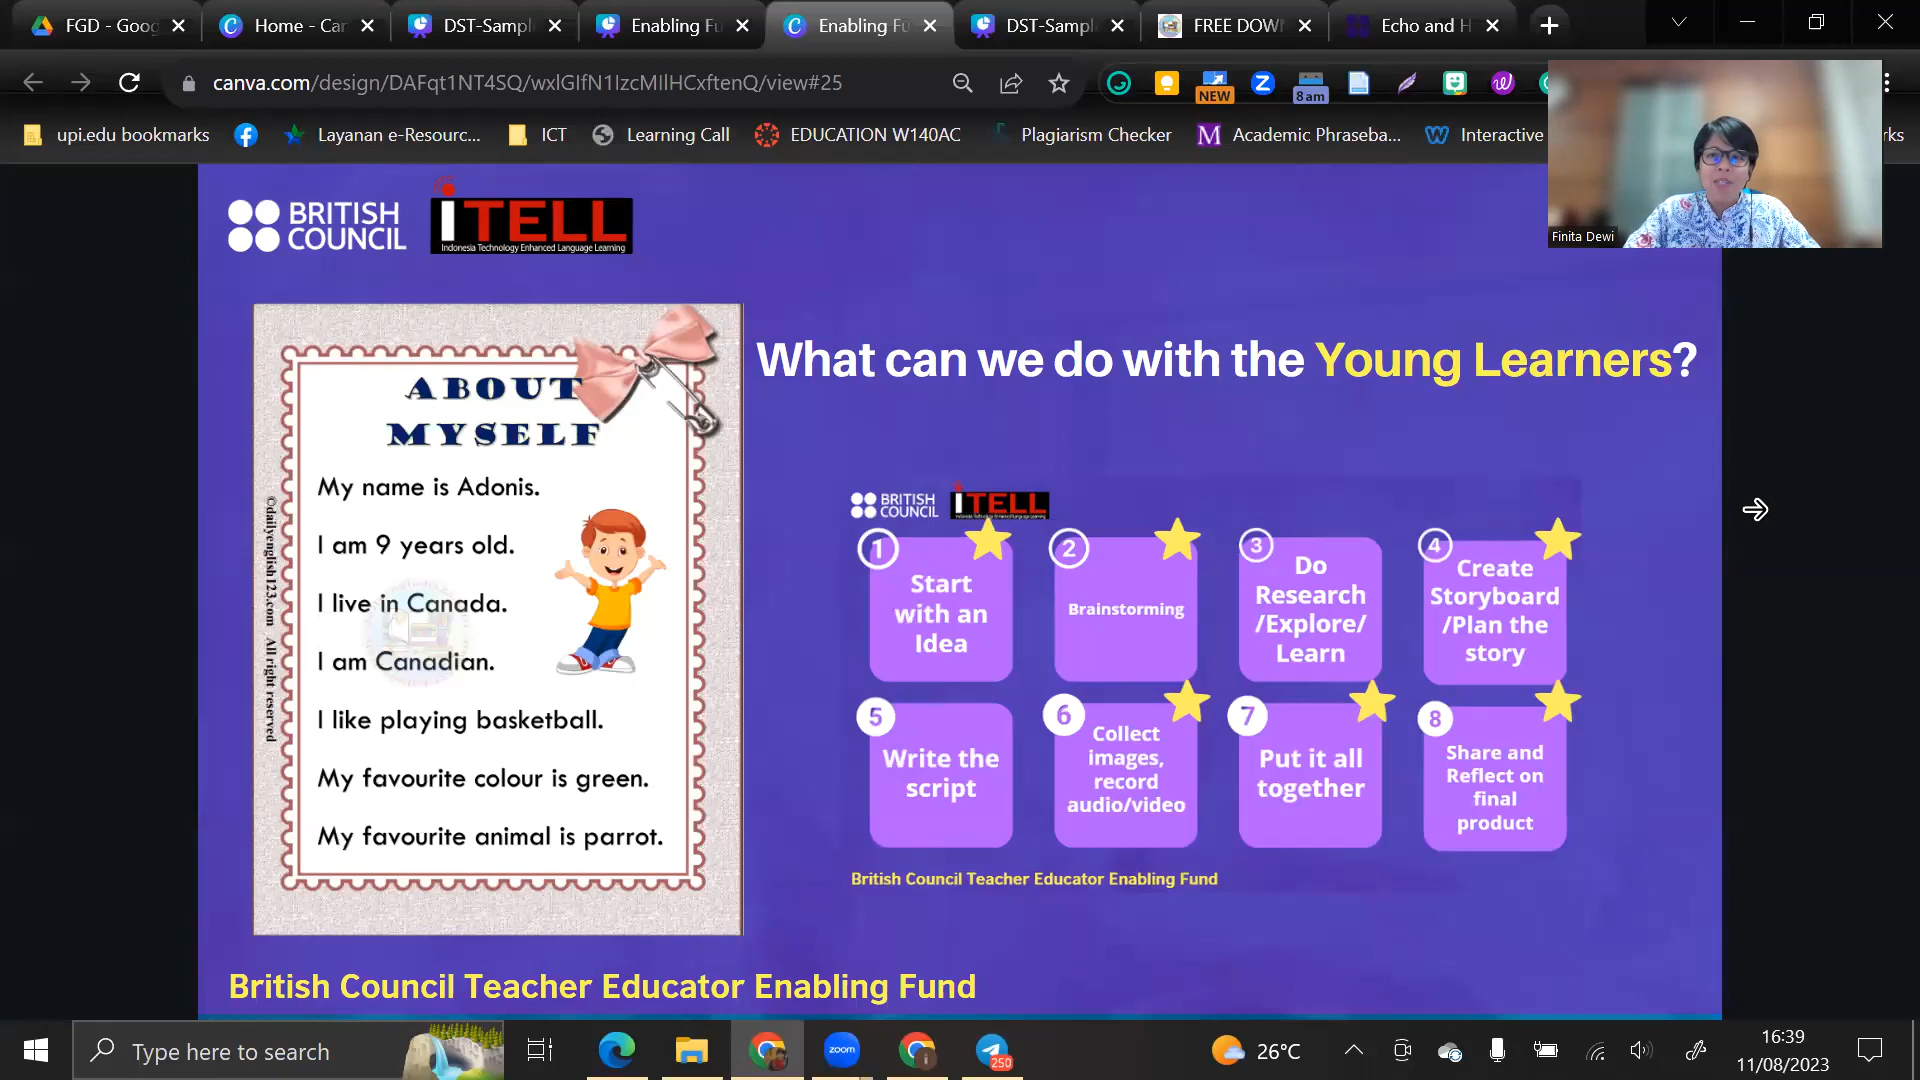 FGD - Goog
Home - Can
DST-Sampl
Enabling Fu
Enabling Fu
DST-Sampl
FREE DOW
Echo and H
canva.com/design/DAFqt1NT4SQ/wxlGIfN1IzcMIlHCxftenQ/view#25
NEW
8am
upi.edu bookmarks
Layanan e-Resourc...
ICT
Learning Call
EDUCATION W140AC
Plagiarism Checker
Academic Phraseba...
Interactive
rks
Finita Dewi
BRITISH
COUNCIL
iTELL
Indonesia Technology Enhanced Language Learning
What can we do with the Young Learners?
ABOUT
MYSELF
My name is Adonis.
I am 9 years old.
I live in Canada.
I am Canadian.
I like playing basketball.
My favourite colour is green.
My favourite animal is parrot.
©dailyenglish123.com All right reserved
BRITISH
COUNCIL
iTELL
1
Start
with an
Idea
2
Brainstorming
3
Do
Research
/Explore/
Learn
4
Create
Storyboard
/Plan the
story
5
Write the
script
6
Collect
images,
record
audio/video
7
Put it all
together
8
Share and
Reflect on
final
product
British Council Teacher Educator Enabling Fund
British Council Teacher Educator Enabling Fund
Type here to search
zoom
250
26°C
16:39
11/08/2023